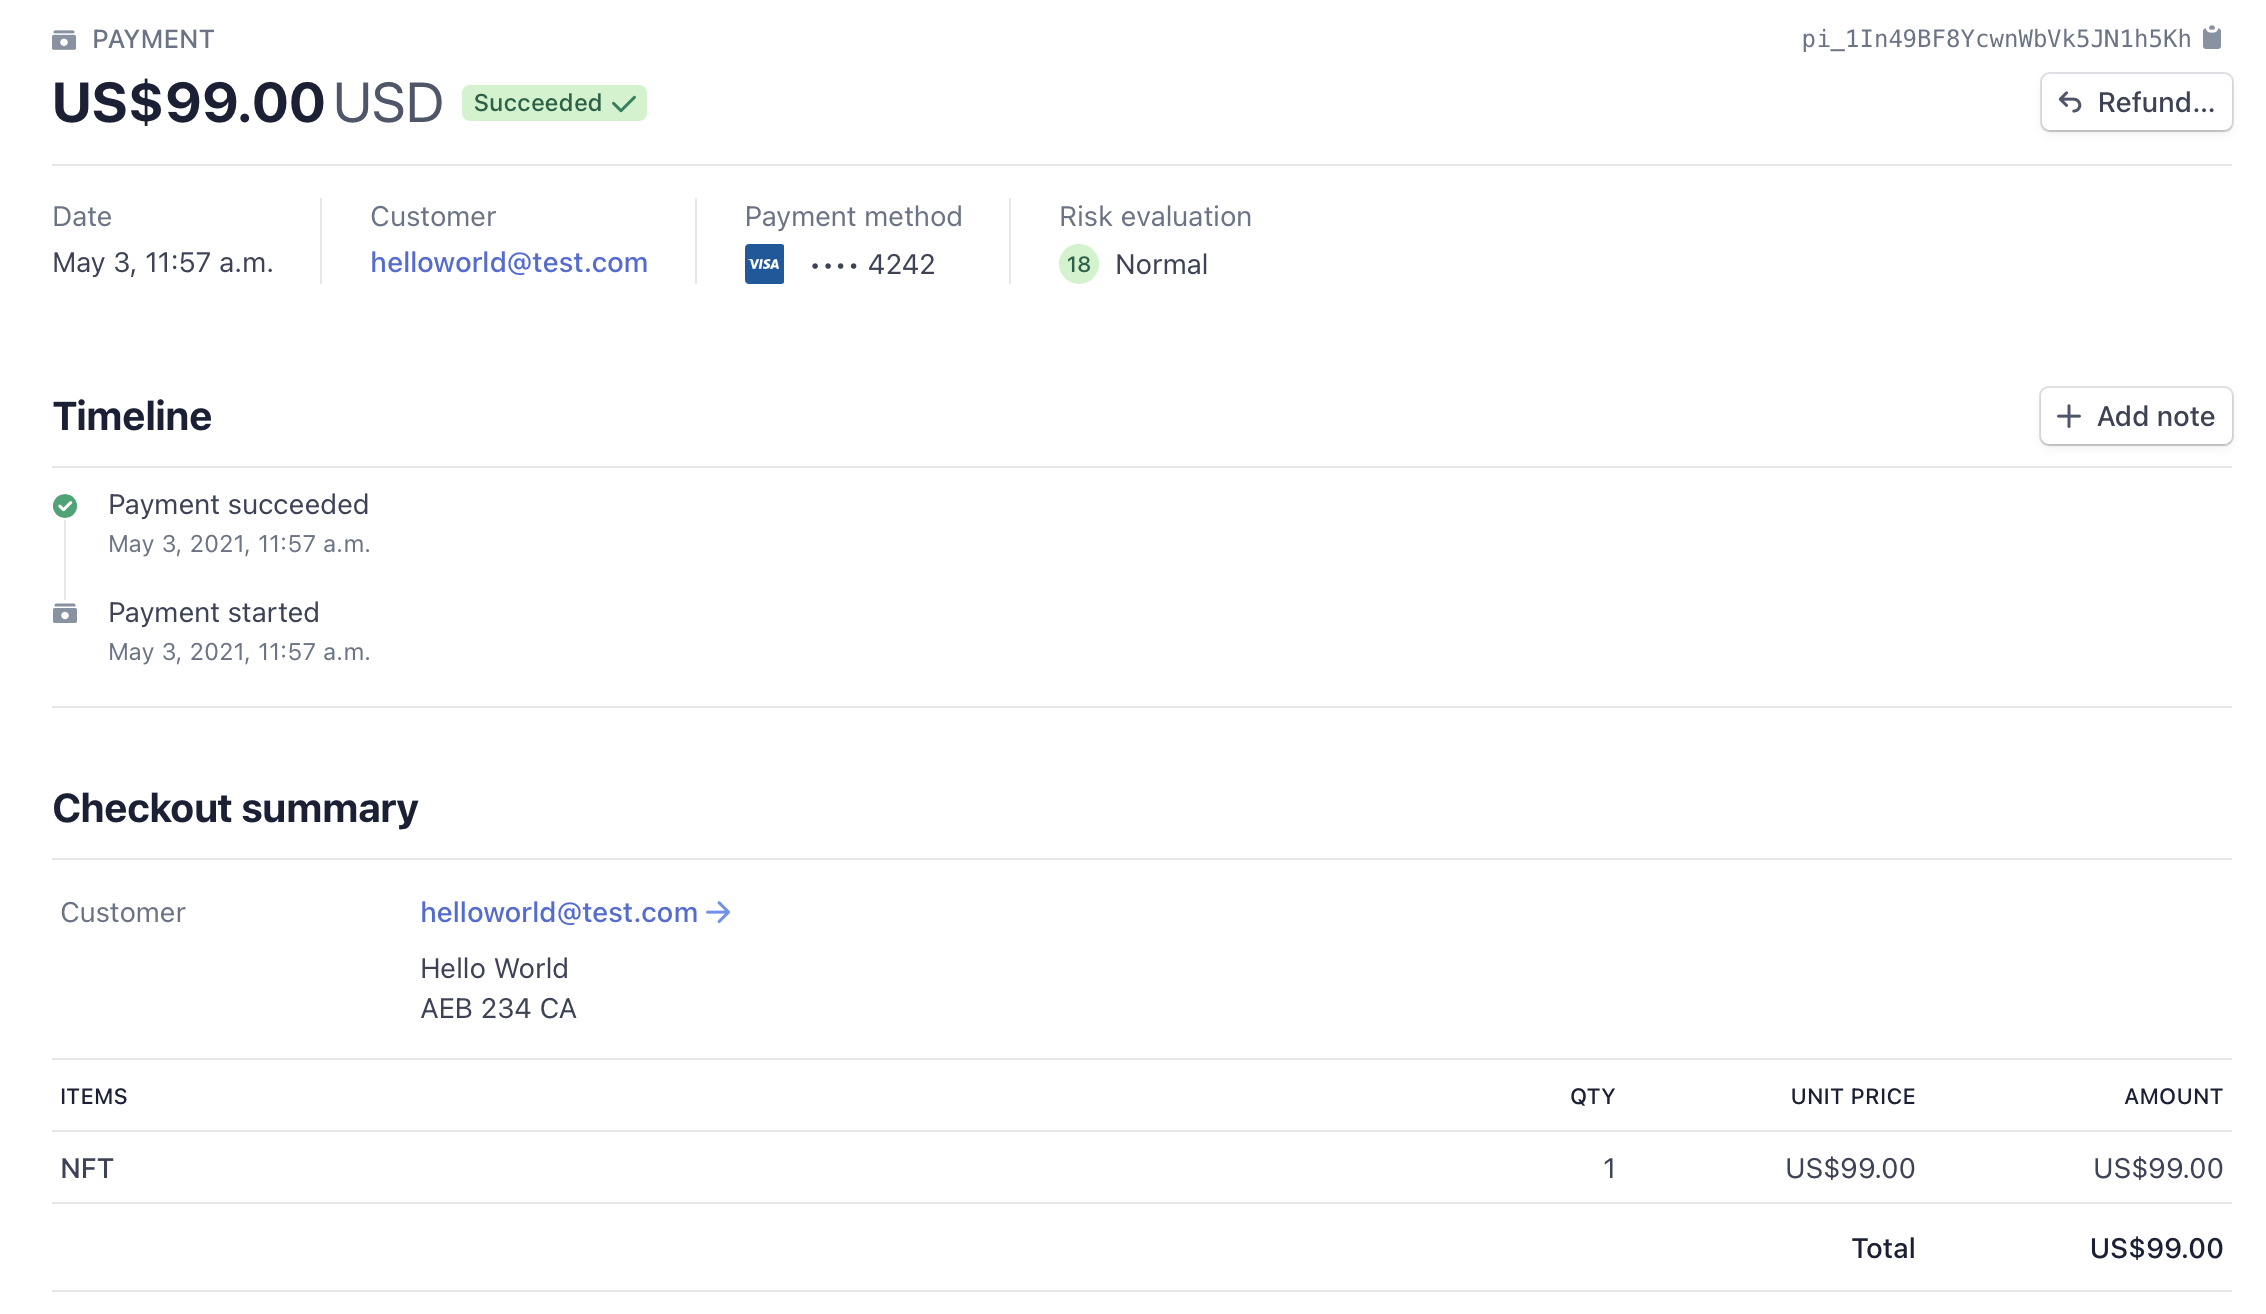 PAYMENT
pi_1In49BF8YcwnWbVk5JN1h5Kh
US$99.00 USD Succeeded
Refund...
Date
May 3, 11:57 a.m.
Customer
helloworld@test.com
Payment method
VISA •••• 4242
Risk evaluation
18 Normal
Timeline
Add note
Payment succeeded
May 3, 2021, 11:57 a.m.
Payment started
May 3, 2021, 11:57 a.m.
Checkout summary
Customer
helloworld@test.com
Hello World
AEB 234 CA
ITEMS QTY UNIT PRICE AMOUNT
NFT 1 US$99.00 US$99.00
Total US$99.00